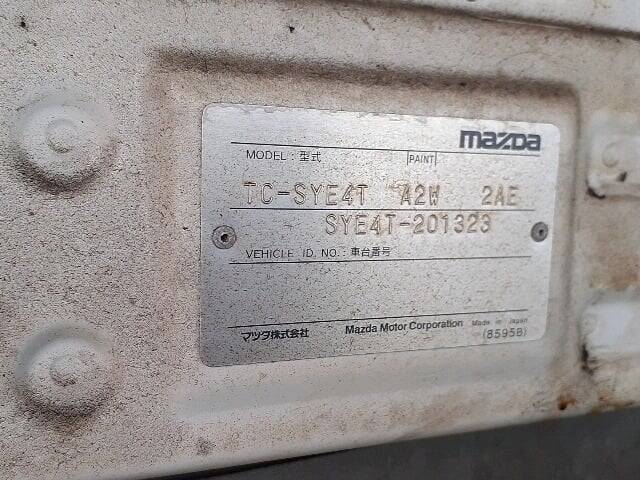 mazda
MODEL : 型式 PAINT
TC-SYE4T A2W 2AE
SYE4T-201323
VEHICLE ID. NO. : 車台番号
マツダ株式会社 Mazda Motor Corporation Made in Japan
(8595B)